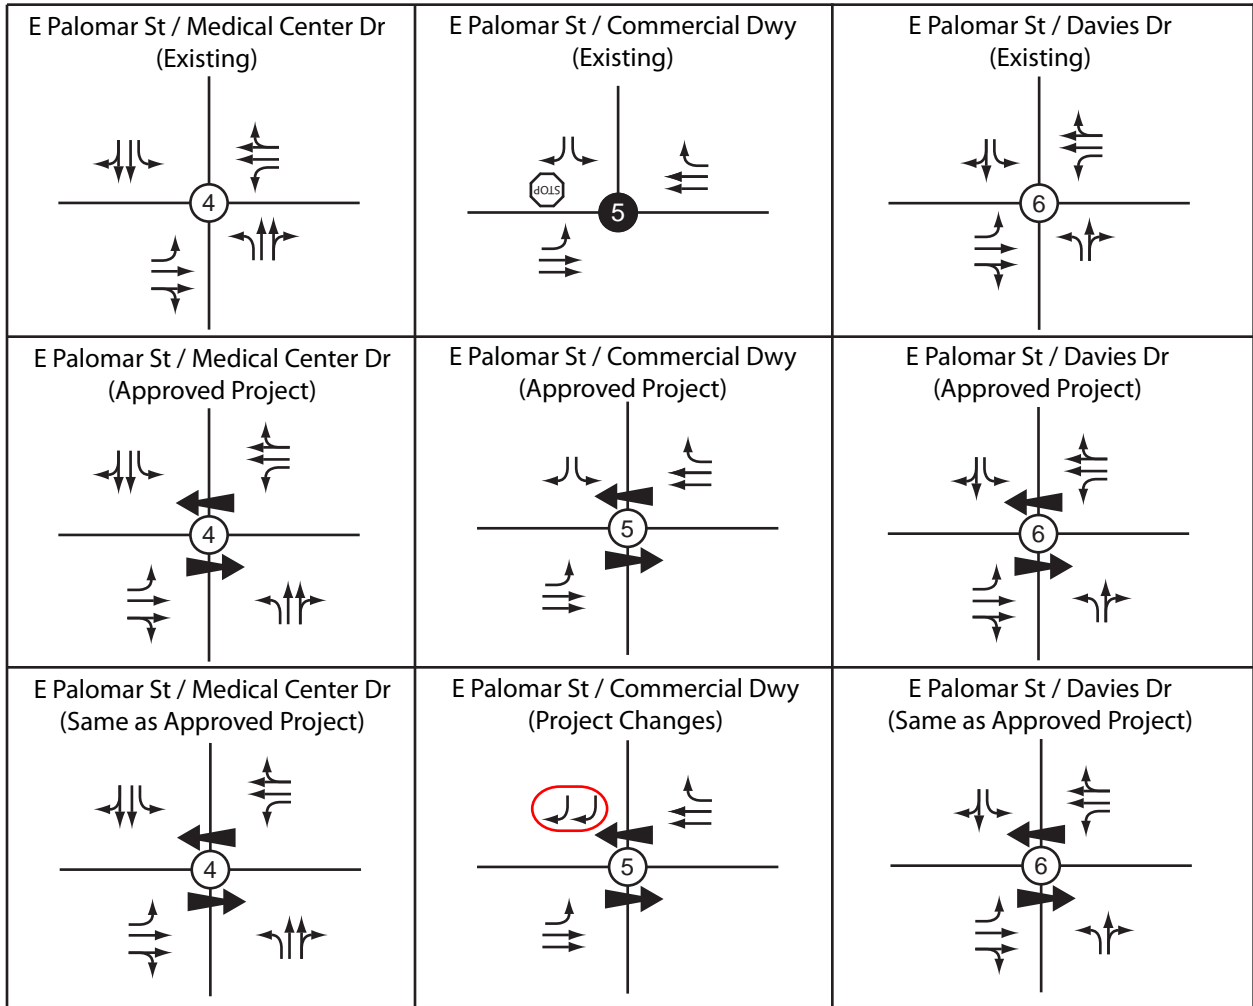 E Palomar St / Medical Center Dr
(Existing)
4
E Palomar St / Commercial Dwy
(Existing)
STOP
5
E Palomar St / Davies Dr
(Existing)
6
E Palomar St / Medical Center Dr
(Approved Project)
4
E Palomar St / Commercial Dwy
(Approved Project)
5
E Palomar St / Davies Dr
(Approved Project)
6
E Palomar St / Medical Center Dr
(Same as Approved Project)
4
E Palomar St / Commercial Dwy
(Project Changes)
5
E Palomar St / Davies Dr
(Same as Approved Project)
6